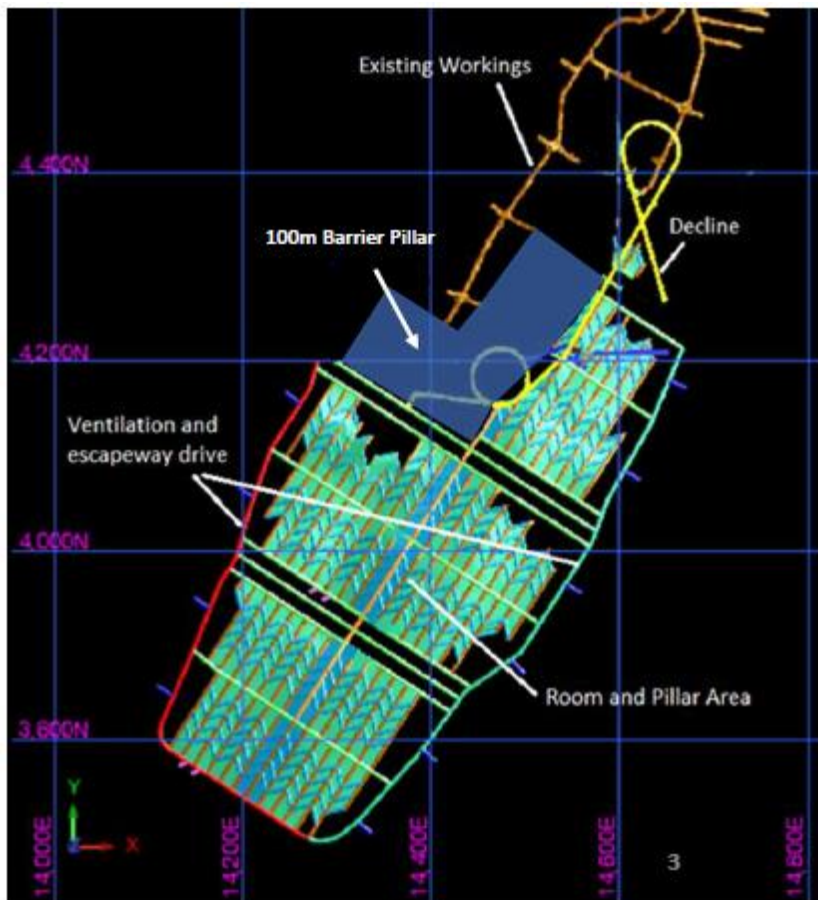 Existing Workings
4,400N
Decline
100m Barrier Pillar
4,200N
Ventilation and
escapeway drive
4,000N
Room and Pillar Area
3,800N
Y
X
3
14,000E
14,200E
14,400E
14,600E
14,800E